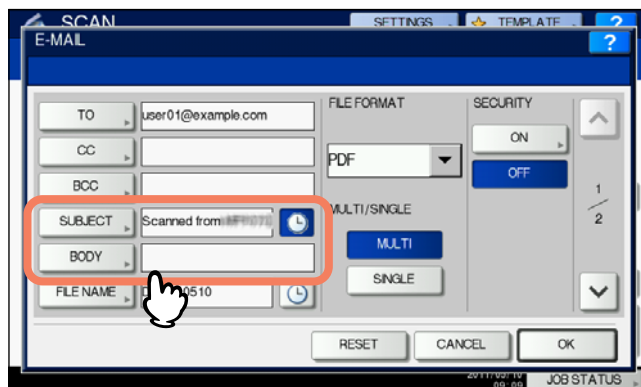 SCAN SETTINGS TEMPLATE ?
E-MAIL ?
TO user01@example.com
CC
BCC
SUBJECT Scanned from
BODY
FILE NAME
FILE FORMAT
PDF
MULTI/SINGLE
MULTI
SINGLE
SECURITY
ON
OFF
1
2
RESET CANCEL OK
JOB STATUS